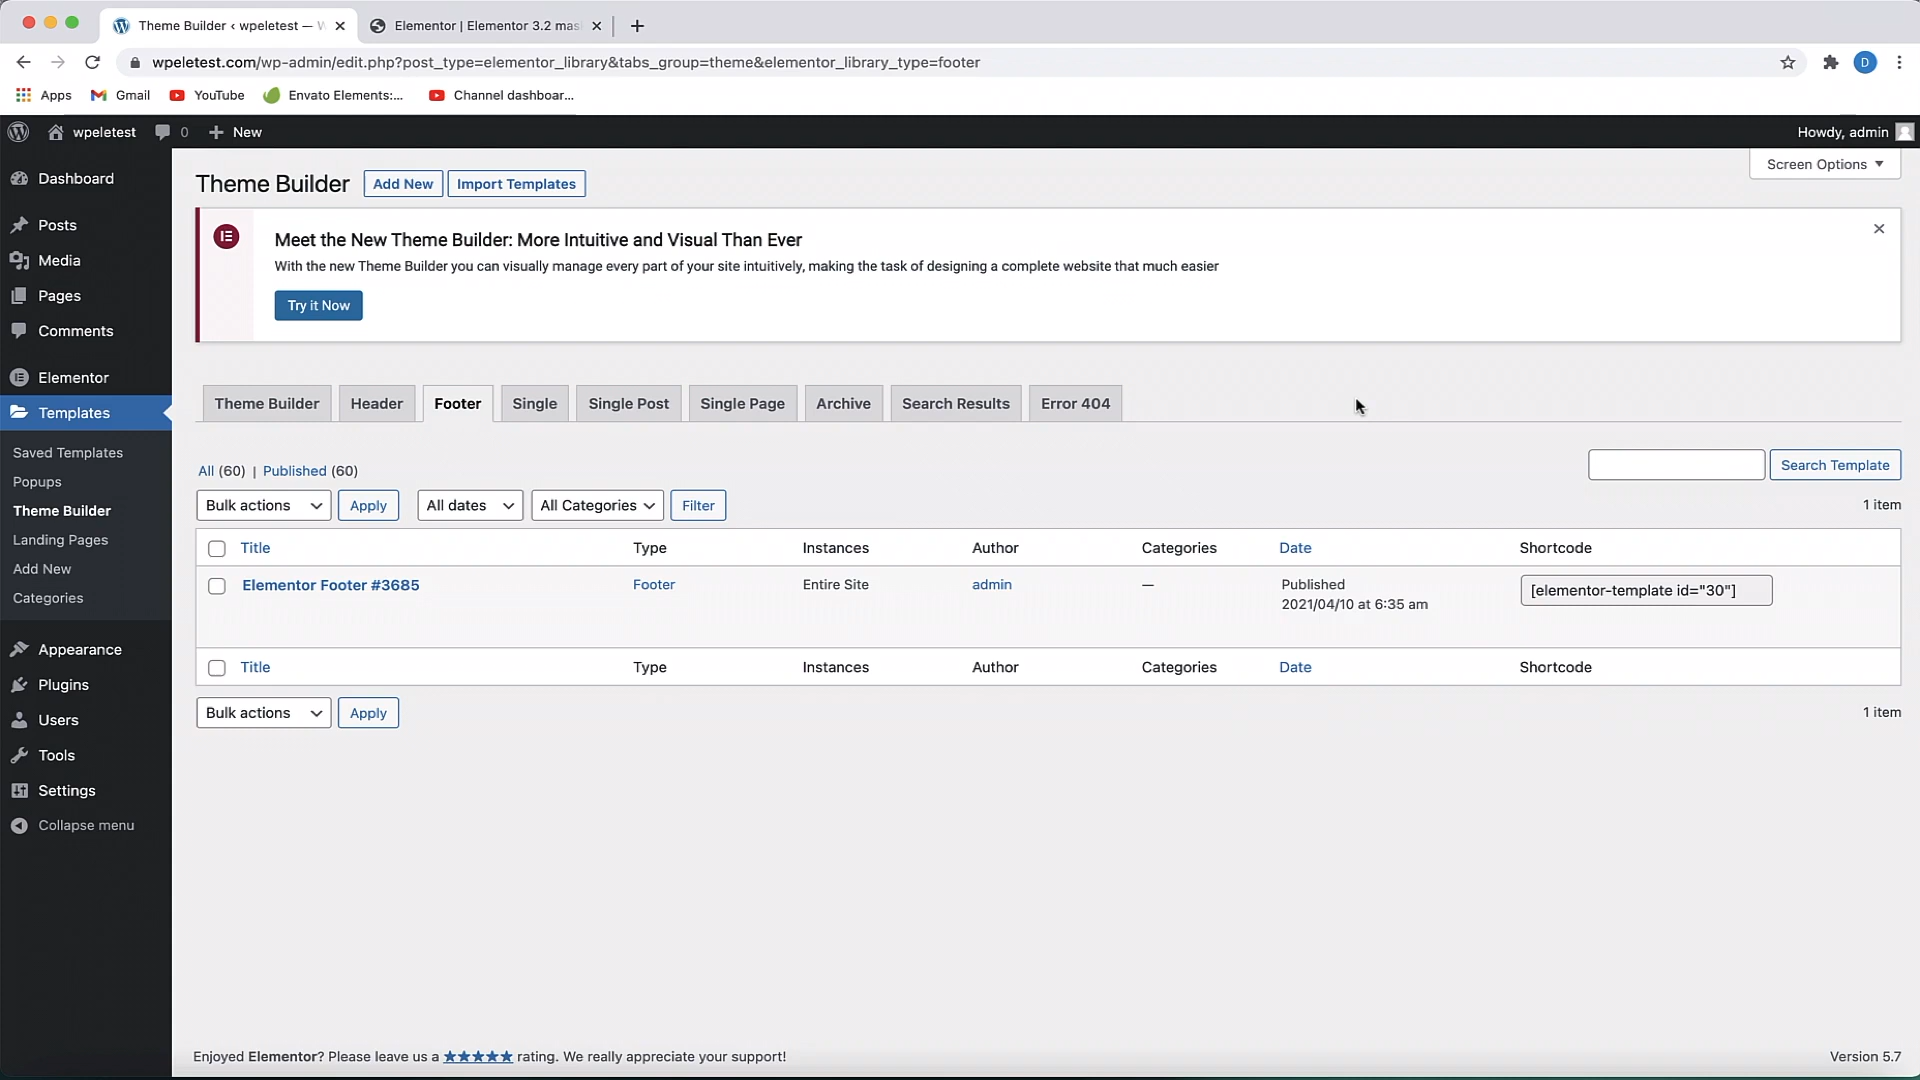 Theme Builder ‹ wpeletest — W
Elementor | Elementor 3.2 mas
wpeletest.com/wp-admin/edit.php?post_type=elementor_library&tabs_group=theme&elementor_library_type=footer
D
Apps
Gmail
YouTube
Envato Elements:...
Channel dashboar...
wpeletest
0
New
Howdy, admin
Dashboard
Posts
Media
Pages
Comments
Elementor
Templates
Saved Templates
Popups
Theme Builder
Landing Pages
Add New
Categories
Appearance
Plugins
Users
Tools
Settings
Collapse menu
Screen Options
Theme Builder
Add New
Import Templates
Meet the New Theme Builder: More Intuitive and Visual Than Ever
With the new Theme Builder you can visually manage every part of your site intuitively, making the task of designing a complete website that much easier
Try it Now
Theme Builder
Header
Footer
Single
Single Post
Single Page
Archive
Search Results
Error 404
All (60) | Published (60)
Search Template
Bulk actions
Apply
All dates
All Categories
Filter
1 item
Title Type Instances Author Categories Date Shortcode
Elementor Footer #3685 Footer Entire Site admin — Published [elementor-template id="30"]
2021/04/10 at 6:35 am
Title Type Instances Author Categories Date Shortcode
Bulk actions
Apply
1 item
Enjoyed Elementor? Please leave us a ★★★★★ rating. We really appreciate your support!
Version 5.7